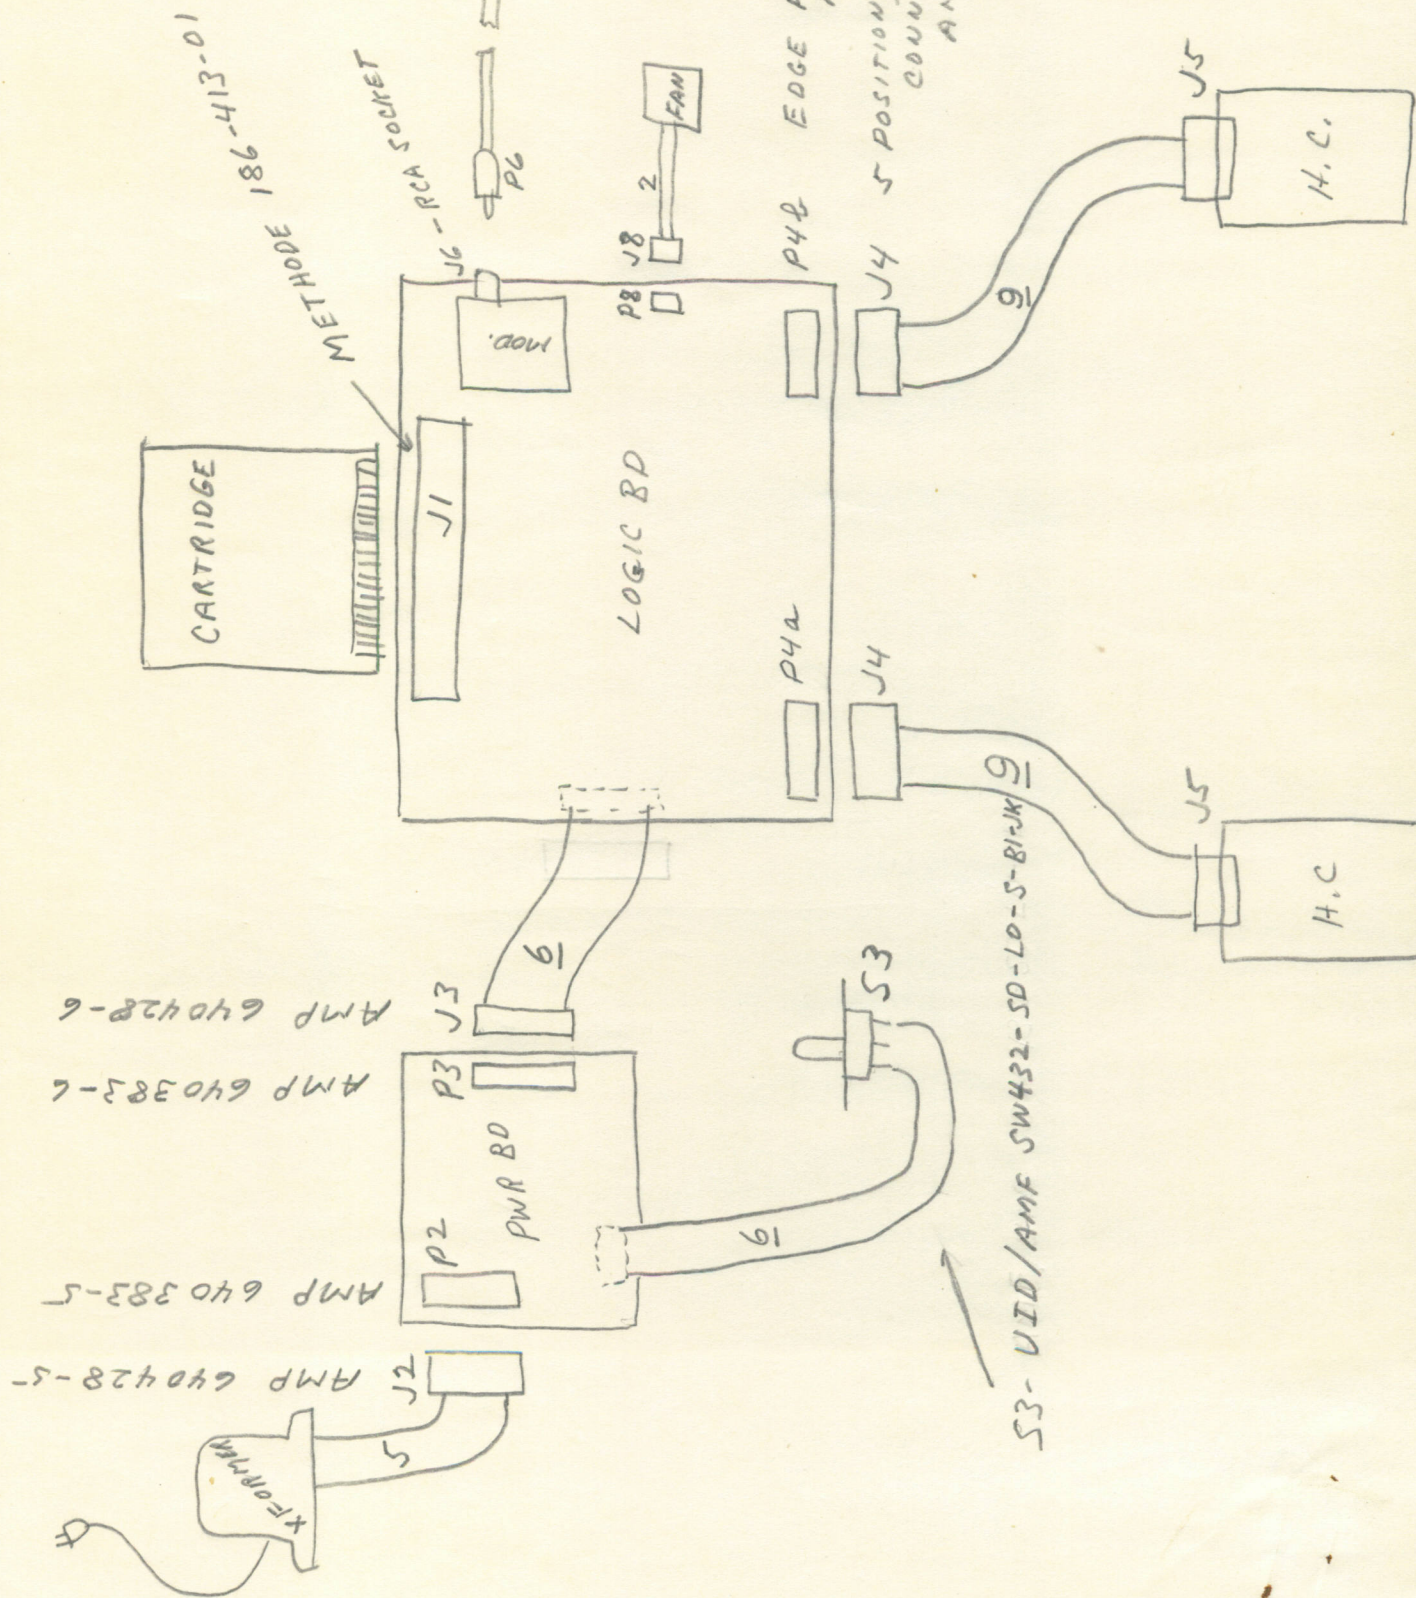 METHODE 186-413-01
J6 - RCA SOCKET
P6
CARTRIDGE
J1
MOD.
P8
J8
2
FAN
LOGIC BD
P4b EDGE
5 POSITION
CONN
P4a
J4
J4
9
9
J5
J5
H.C.
H.C
AMP 640428-6
J3
6
AMP 640383-6
P3
PWR BD
P2
AMP 640383-5
AMP 640428-5
J2
5
XFORMER
6
S3
S3- UID/AMF SW432-SD-LO-S-BI-JK